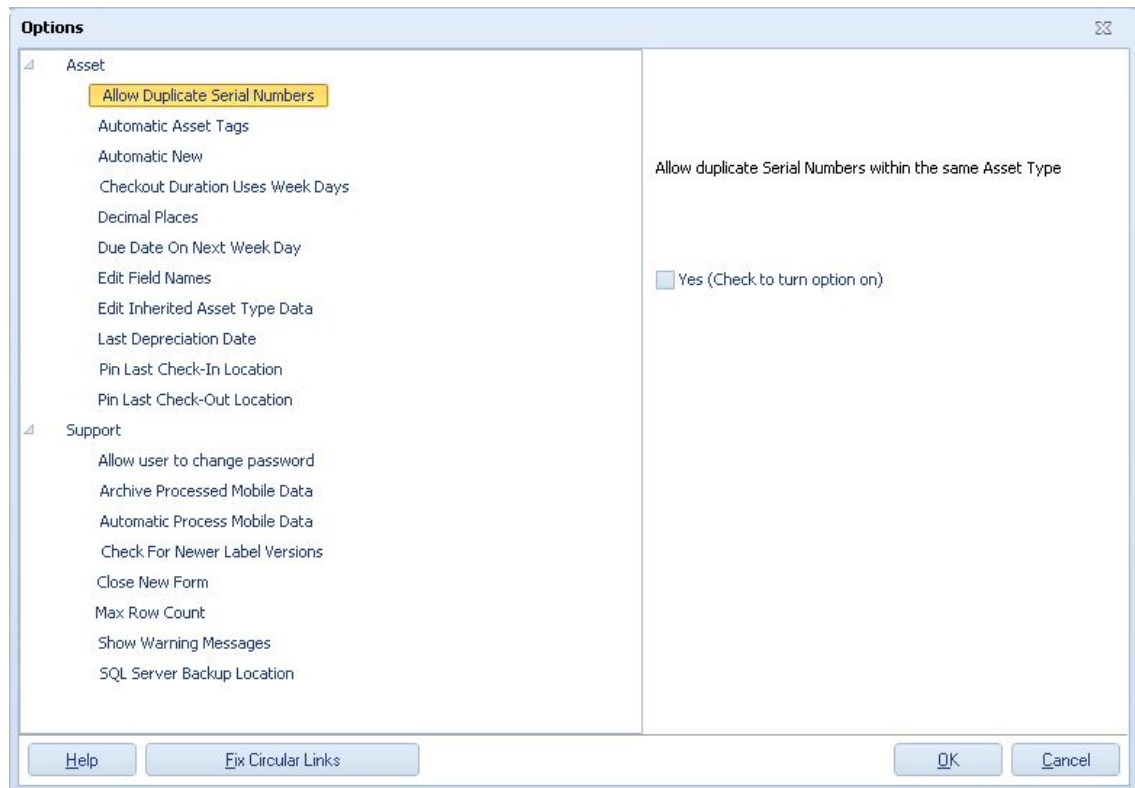 Options
Asset
Allow Duplicate Serial Numbers
Automatic Asset Tags
Automatic New
Checkout Duration Uses Week Days
Decimal Places
Due Date On Next Week Day
Edit Field Names
Edit Inherited Asset Type Data
Last Depreciation Date
Pin Last Check-In Location
Pin Last Check-Out Location
Support
Allow user to change password
Archive Processed Mobile Data
Automatic Process Mobile Data
Check For Newer Label Versions
Close New Form
Max Row Count
Show Warning Messages
SQL Server Backup Location
Allow duplicate Serial Numbers within the same Asset Type
Yes (Check to turn option on)
Help
Fix Circular Links
OK
Cancel